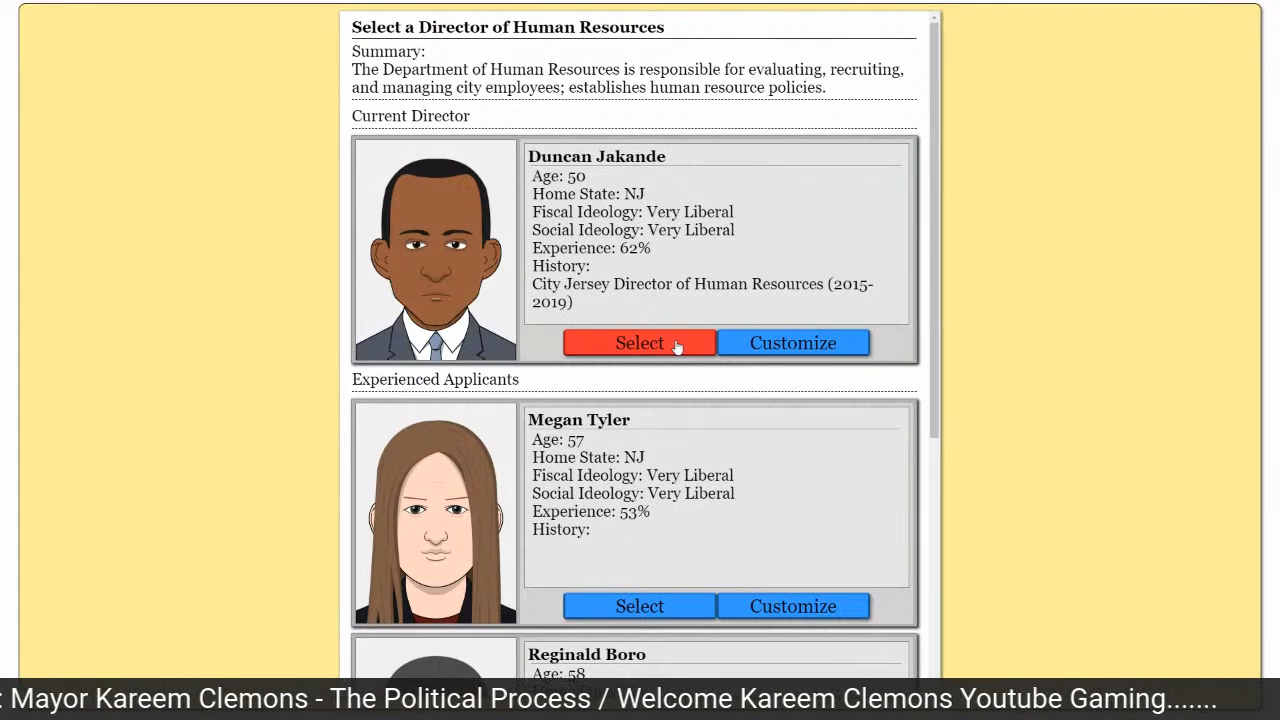 Select a Director of Human Resources
Summary:
The Department of Human Resources is responsible for evaluating, recruiting,
and managing city employees; establishes human resource policies.
Current Director
Duncan Jakande
Age: 50
Home State: NJ
Fiscal Ideology: Very Liberal
Social Ideology: Very Liberal
Experience: 62%
History:
City Jersey Director of Human Resources (2015-
2019)
Select
Customize
Experienced Applicants
Megan Tyler
Age: 57
Home State: NJ
Fiscal Ideology: Very Liberal
Social Ideology: Very Liberal
Experience: 53%
History:
Select
Customize
Reginald Boro
Age: 58
: Mayor Kareem Clemons - The Political Process / Welcome Kareem Clemons Youtube Gaming.......